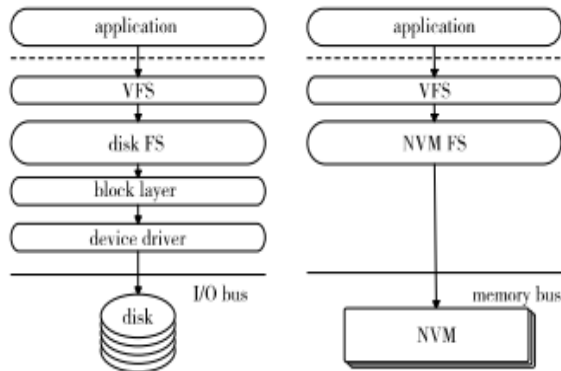 application
VFS
disk FS
block layer
device driver
I/O bus
disk
application
VFS
NVM FS
memory bus
NVM